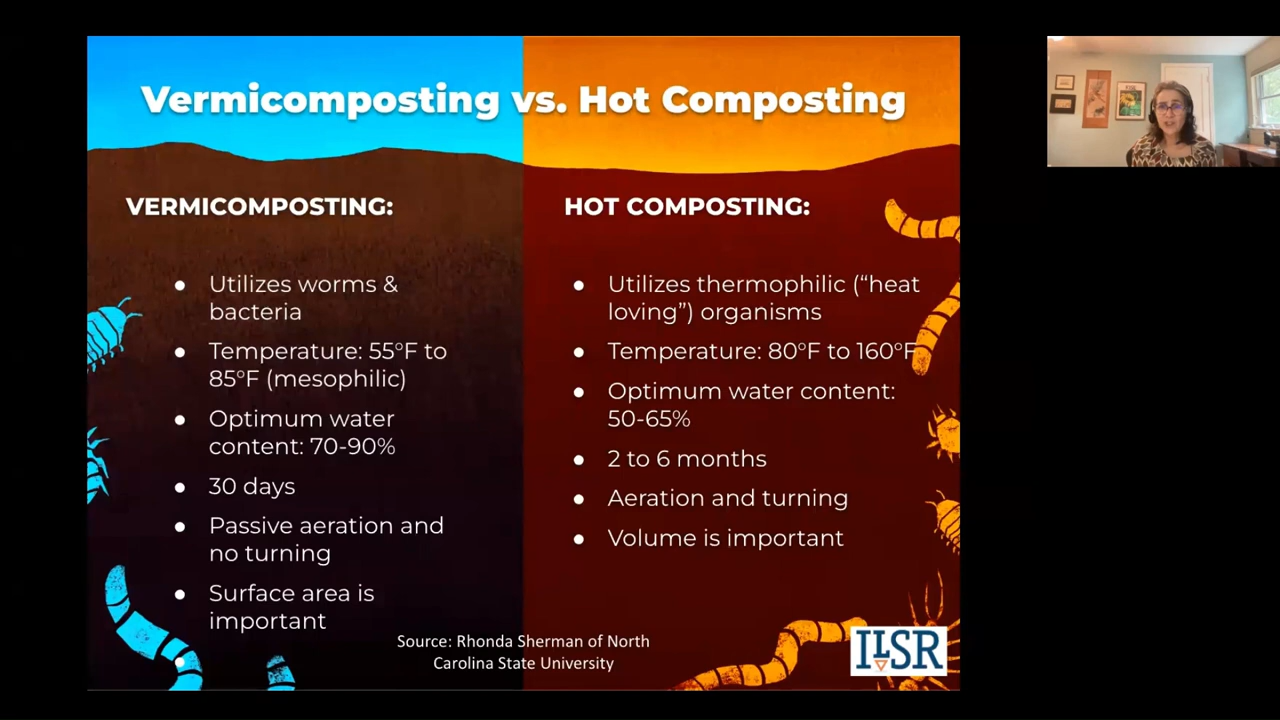 Vermicomposting vs. Hot Composting
VERMICOMPOSTING:
● Utilizes worms &
bacteria
● Temperature: 55°F to
85°F (mesophilic)
● Optimum water
content: 70-90%
● 30 days
● Passive aeration and
no turning
● Surface area is
important
HOT COMPOSTING:
● Utilizes thermophilic (“heat
loving”) organisms
● Temperature: 80°F to 160°F
● Optimum water content:
50-65%
● 2 to 6 months
● Aeration and turning
● Volume is important
Source: Rhonda Sherman of North
Carolina State University
ILSR